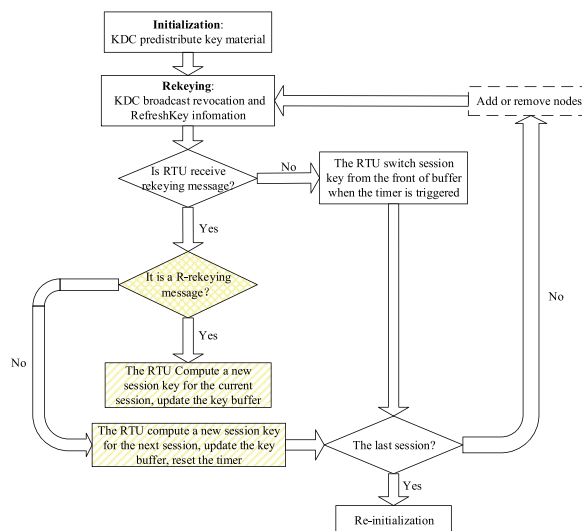 Initialization:
KDC predistribute key material
Rekeying:
KDC broadcast revocation and
RefreshKey infomation
Add or remove nodes
Is RTU receive
rekeying message?
No
The RTU switch session
key from the front of buffer
when the timer is triggered
Yes
It is a R-rekeying
message?
No
No
Yes
The RTU Compute a new
session key for the current
session, update the key buffer
The RTU compute a new session key
for the next session, update the key
buffer, reset the timer
The last session?
Yes
Re-initialization